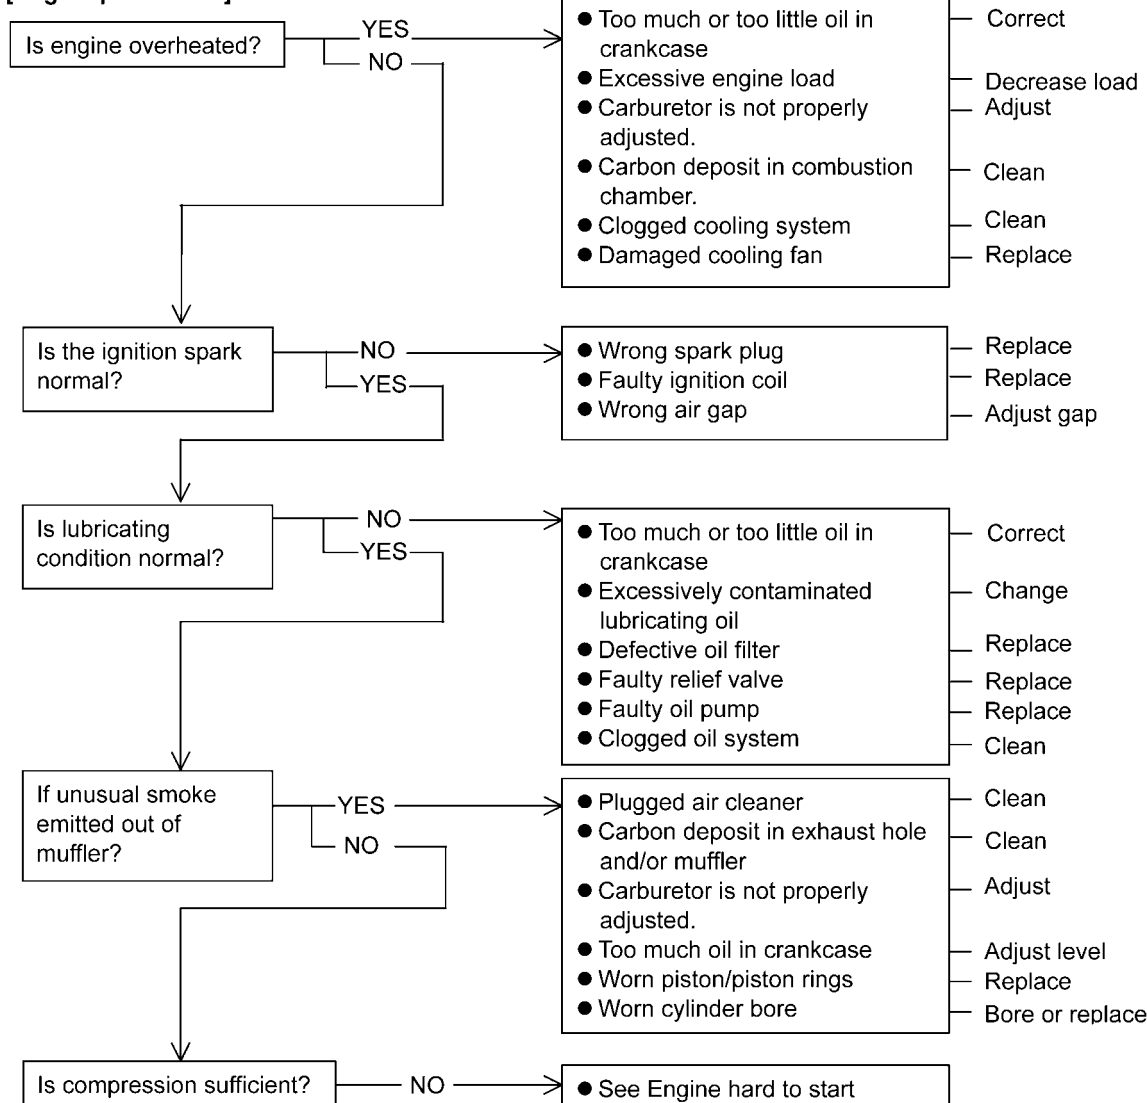 Is engine overheated?
YES
NO
● Too much or too little oil in
crankcase
● Excessive engine load
● Carburetor is not properly
adjusted.
● Carbon deposit in combustion
chamber.
● Clogged cooling system
● Damaged cooling fan
Correct
Decrease load
Adjust
Clean
Clean
Replace
Is the ignition spark
normal?
NO
YES
● Wrong spark plug
● Faulty ignition coil
● Wrong air gap
Replace
Replace
Adjust gap
Is lubricating
condition normal?
NO
YES
● Too much or too little oil in
crankcase
● Excessively contaminated
lubricating oil
● Defective oil filter
● Faulty relief valve
● Faulty oil pump
● Clogged oil system
Correct
Change
Replace
Replace
Replace
Clean
If unusual smoke
emitted out of
muffler?
YES
NO
● Plugged air cleaner
● Carbon deposit in exhaust hole
and/or muffler
● Carburetor is not properly
adjusted.
● Too much oil in crankcase
● Worn piston/piston rings
● Worn cylinder bore
Clean
Clean
Adjust
Adjust level
Replace
Bore or replace
Is compression sufficient?
NO
● See Engine hard to start